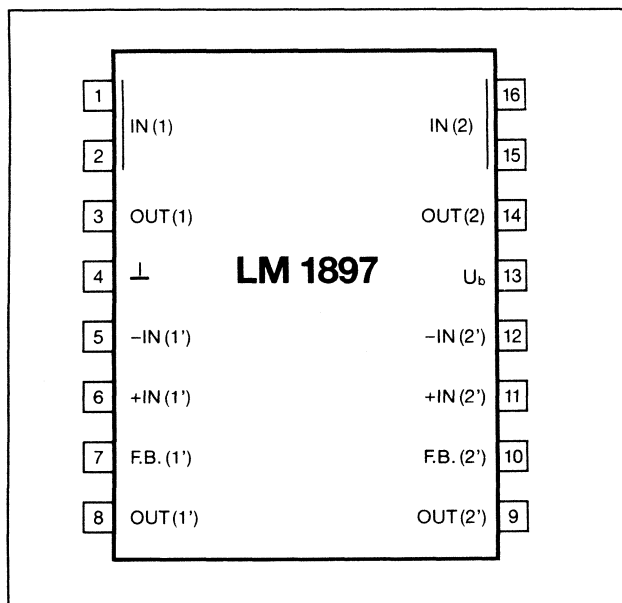 1 IN (1) IN (2) 16
2 15
3 OUT (1) OUT (2) 14
4 ⊥ LM 1897 Ub 13
5 –IN (1') –IN (2') 12
6 +IN (1') +IN (2') 11
7 F.B. (1') F.B. (2') 10
8 OUT (1') OUT (2') 9